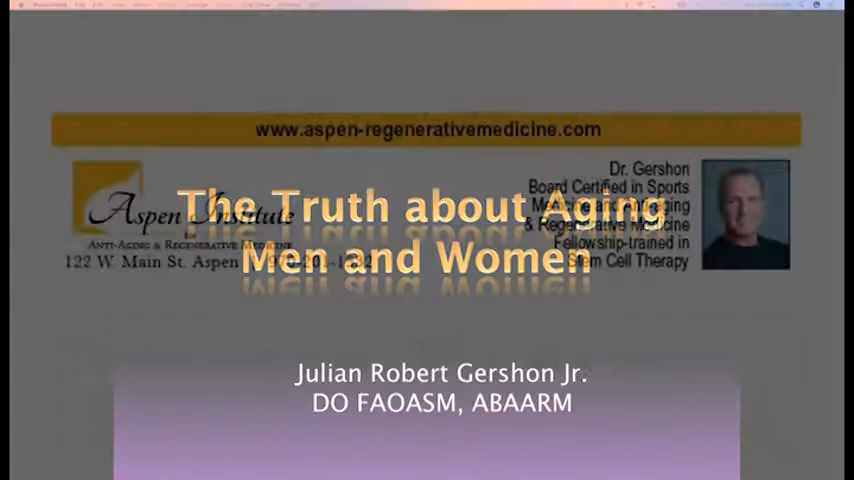 www.aspen-regenerativemedicine.com
Aspen Institute
Anti-Aging & Regenerative Medicine
122 W. Main St. Aspen
Dr. Gershon
Board Certified in Sports
Medicine and
& Regenerative Medicine
Fellowship-trained in
Stem Cell Therapy
The Truth about Aging
Men and Women
Julian Robert Gershon Jr.
DO FAOASM, ABAARM